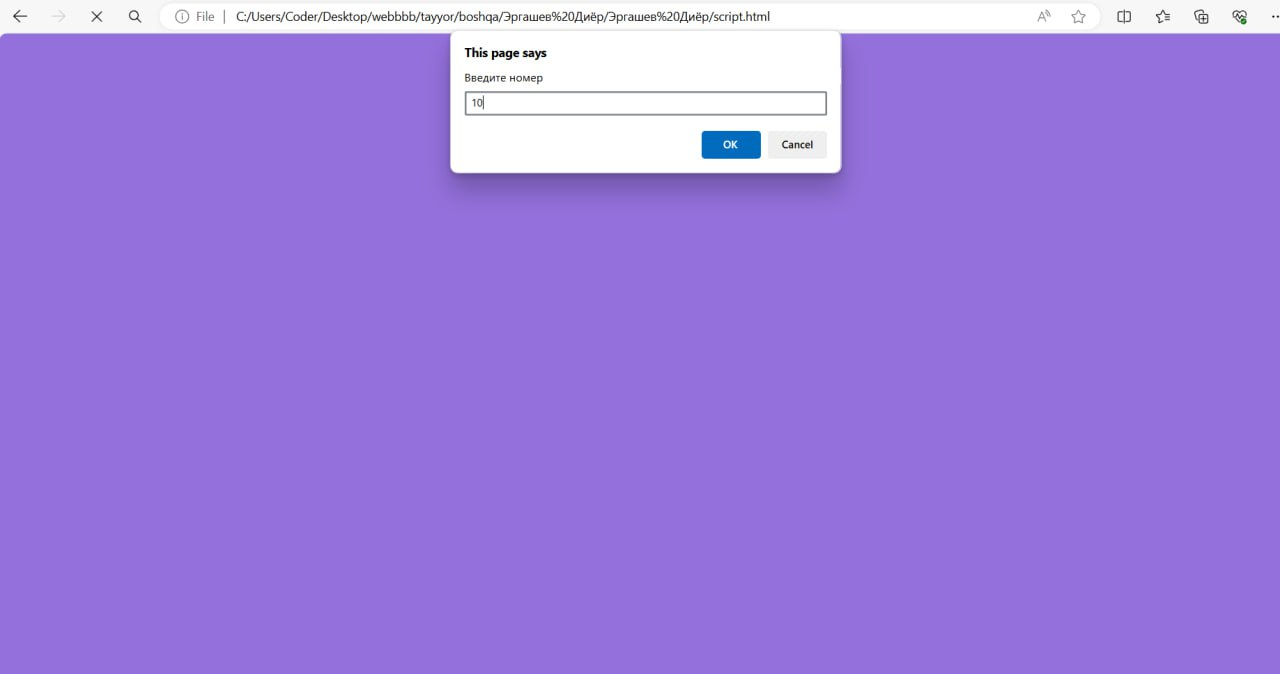 File C:/Users/Coder/Desktop/webbbb/tayyor/boshqa/Эргашев%20Диёр/Эргашев%20Диёр/script.html
This page says
Введите номер
10
OK Cancel